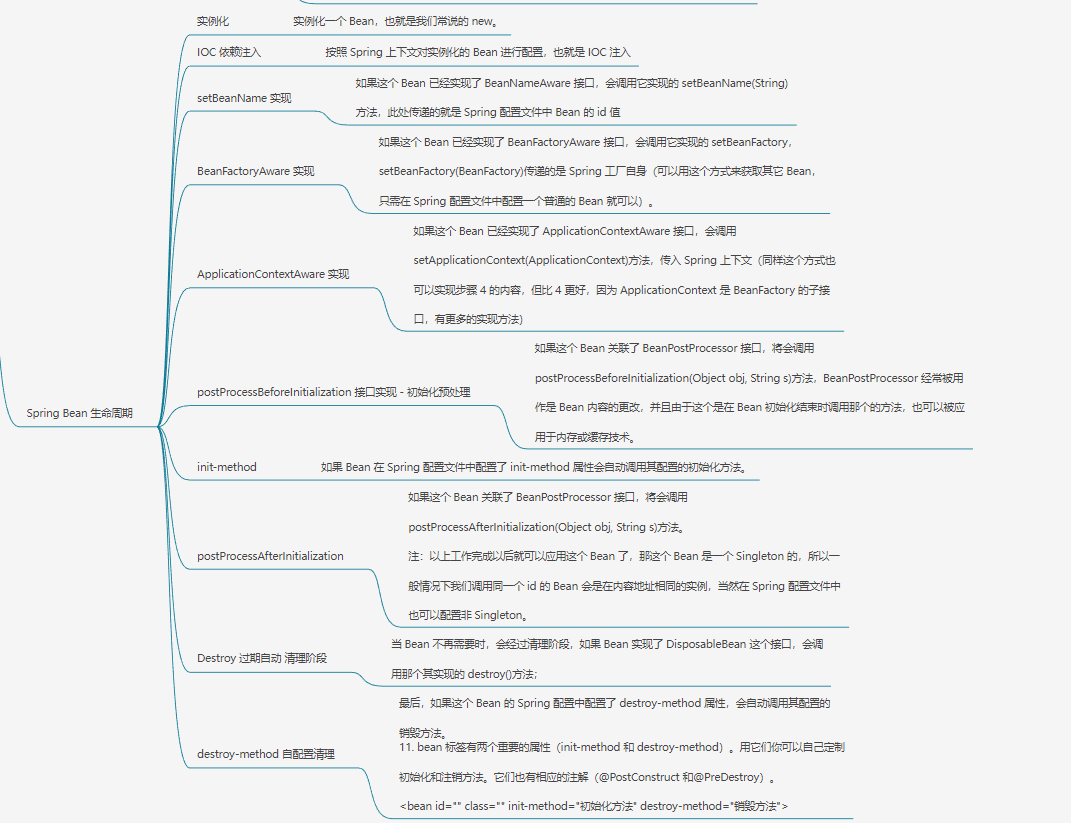 实例化 实例化一个 Bean，也就是我们常说的 new。
IOC 依赖注入 按照 Spring 上下文对实例化的 Bean 进行配置，也就是 IOC 注入
setBeanName 实现
如果这个 Bean 已经实现了 BeanNameAware 接口，会调用它实现的 setBeanName(String)
方法，此处传递的就是 Spring 配置文件中 Bean 的 id 值
BeanFactoryAware 实现
如果这个 Bean 已经实现了 BeanFactoryAware 接口，会调用它实现的 setBeanFactory，
setBeanFactory(BeanFactory)传递的是 Spring 工厂自身（可以用这个方式来获取其它 Bean，
只需在 Spring 配置文件中配置一个普通的 Bean 就可以）。
ApplicationContextAware 实现
如果这个 Bean 已经实现了 ApplicationContextAware 接口，会调用
setApplicationContext(ApplicationContext)方法，传入 Spring 上下文（同样这个方式也
可以实现步骤 4 的内容，但比 4 更好，因为 ApplicationContext 是 BeanFactory 的子接
口，有更多的实现方法）
Spring Bean 生命周期
postProcessBeforeInitialization 接口实现 - 初始化预处理
如果这个 Bean 关联了 BeanPostProcessor 接口，将会调用
postProcessBeforeInitialization(Object obj, String s)方法，BeanPostProcessor 经常被用
作是 Bean 内容的更改，并且由于这个是在 Bean 初始化结束时调用那个的方法，也可以被应
用于内存或缓存技术。
init-method 如果 Bean 在 Spring 配置文件中配置了 init-method 属性会自动调用其配置的初始化方法。
postProcessAfterInitialization
如果这个 Bean 关联了 BeanPostProcessor 接口，将会调用
postProcessAfterInitialization(Object obj, String s)方法。
注：以上工作完成以后就可以应用这个 Bean 了，那这个 Bean 是一个 Singleton 的，所以一
般情况下我们调用同一个 id 的 Bean 会是在内容地址相同的实例，当然在 Spring 配置文件中
也可以配置非 Singleton。
Destroy 过期自动 清理阶段
当 Bean 不再需要时，会经过清理阶段，如果 Bean 实现了 DisposableBean 这个接口，会调
用那个其实现的 destroy()方法;
destroy-method 自配置清理
最后，如果这个 Bean 的 Spring 配置中配置了 destroy-method 属性，会自动调用其配置的
销毁方法。
11. bean 标签有两个重要的属性（init-method 和 destroy-method）。用它们你可以自己定制
初始化和注销方法。它们也有相应的注解（@PostConstruct 和@PreDestroy）。
<bean id="" class="" init-method="初始化方法" destroy-method="销毁方法">